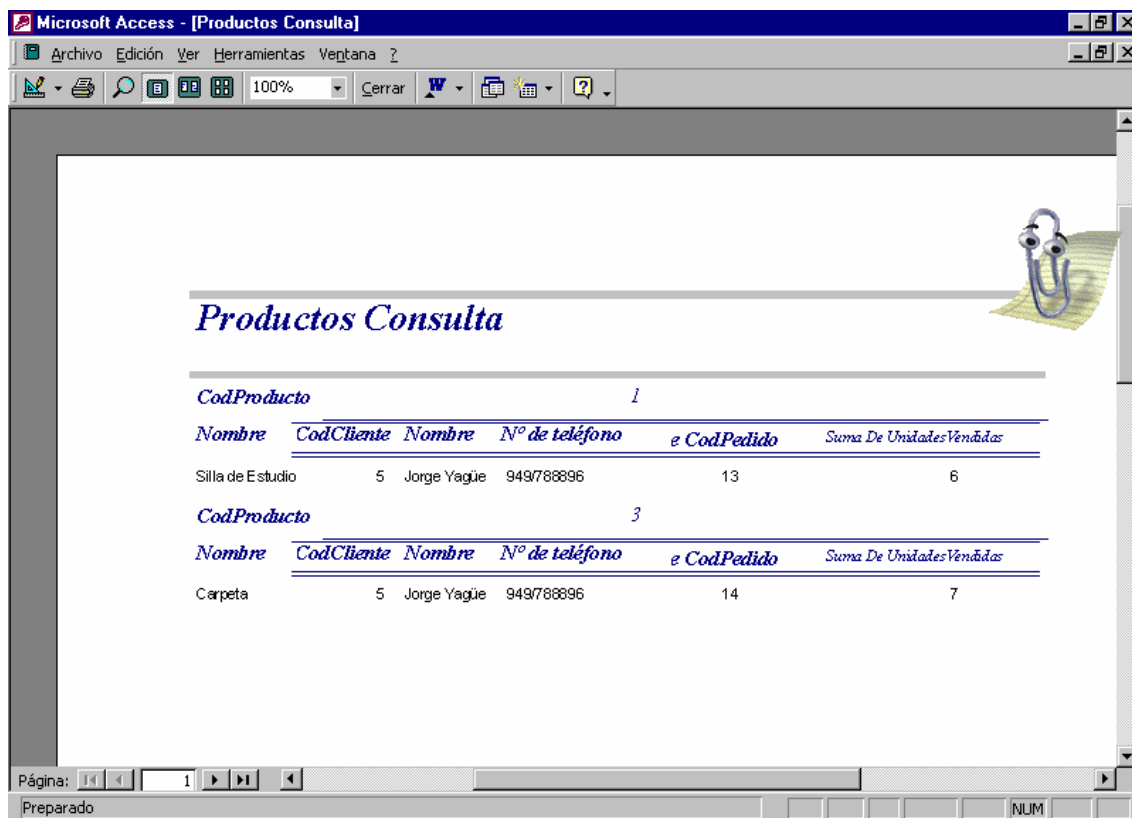 Microsoft Access - [Productos Consulta]
Archivo Edición Ver Herramientas Ventana ?
100% Cerrar
Productos Consulta
CodProducto 1
Nombre CodCliente Nombre Nº de teléfono e CodPedido Suma De UnidadesVendidas
Silla de Estudio 5 Jorge Yagüe 949/788896 13 6
CodProducto 3
Nombre CodCliente Nombre Nº de teléfono e CodPedido Suma De UnidadesVendidas
Carpeta 5 Jorge Yagüe 949/788896 14 7
Página: 1
Preparado NUM